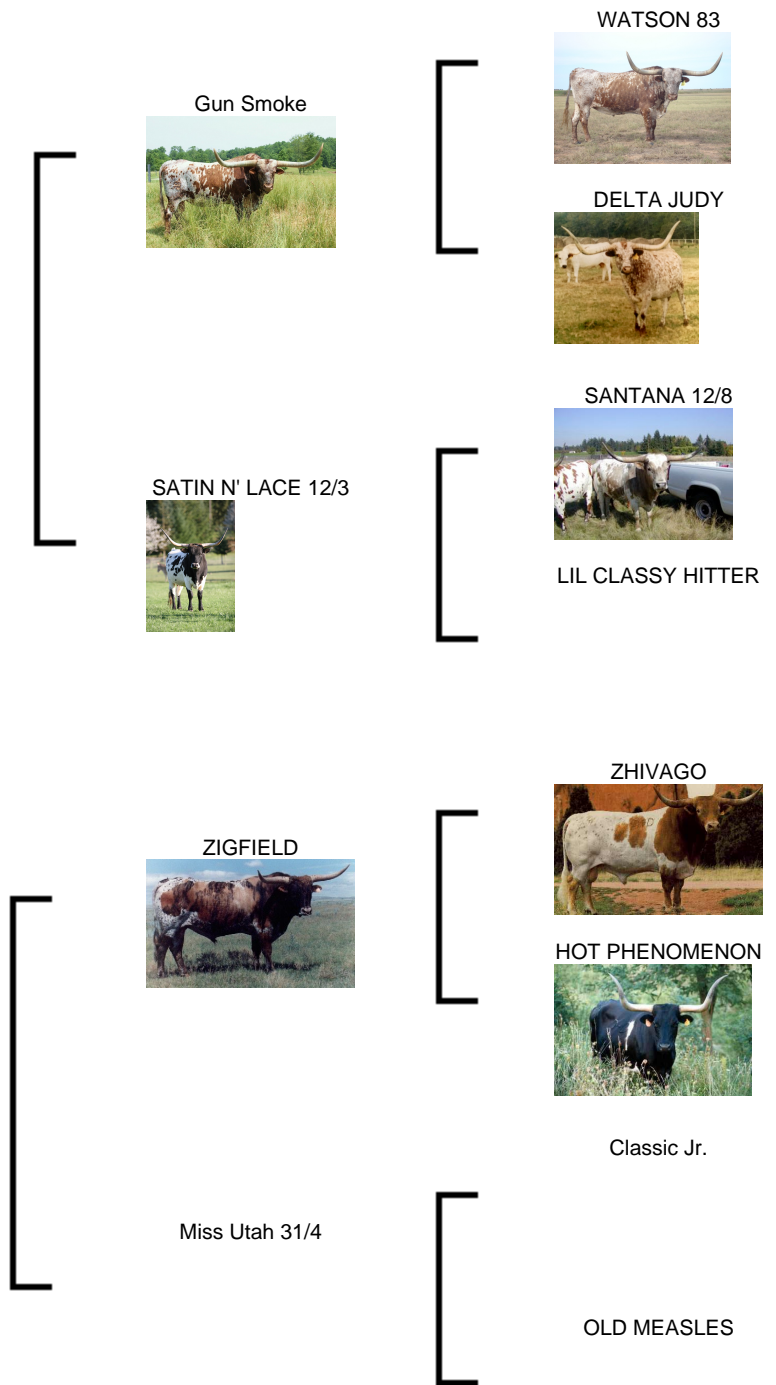 WATSON 83
Gun Smoke
DELTA JUDY
SANTANA 12/8
SATIN N' LACE 12/3
LIL CLASSY HITTER
ZHIVAGO
ZIGFIELD
HOT PHENOMENON
Classic Jr.
Miss Utah 31/4
OLD MEASLES